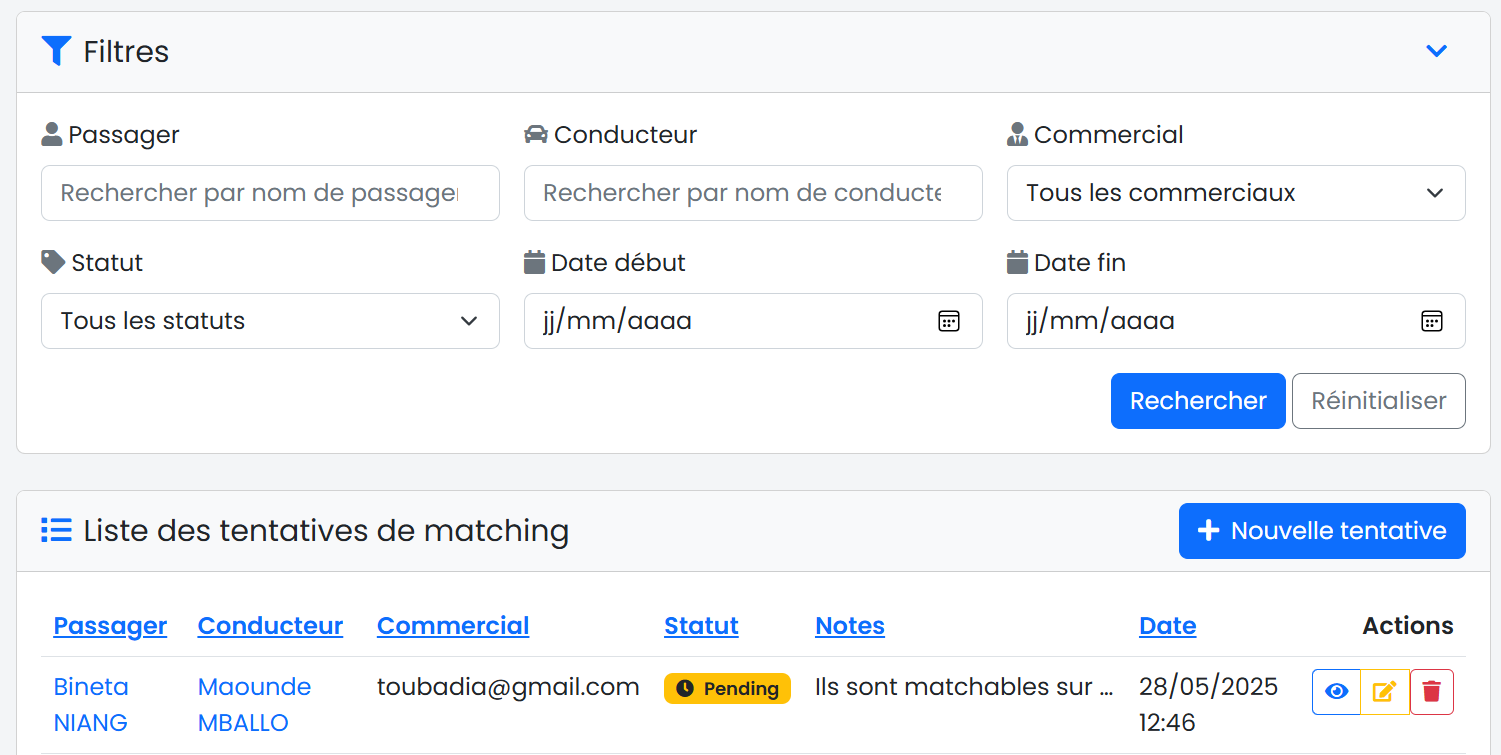 Filtres
Passager Conducteur Commercial
Rechercher par nom de passager Rechercher par nom de conducte Tous les commerciaux
Statut Date début Date fin
Tous les statuts jj/mm/aaaa jj/mm/aaaa
Rechercher Réinitialiser
Liste des tentatives de matching Nouvelle tentative
Passager Conducteur Commercial Statut Notes Date Actions
Bineta Maounde toubadia@gmail.com Pending Ils sont matchables sur ... 28/05/2025
NIANG MBALLO 12:46